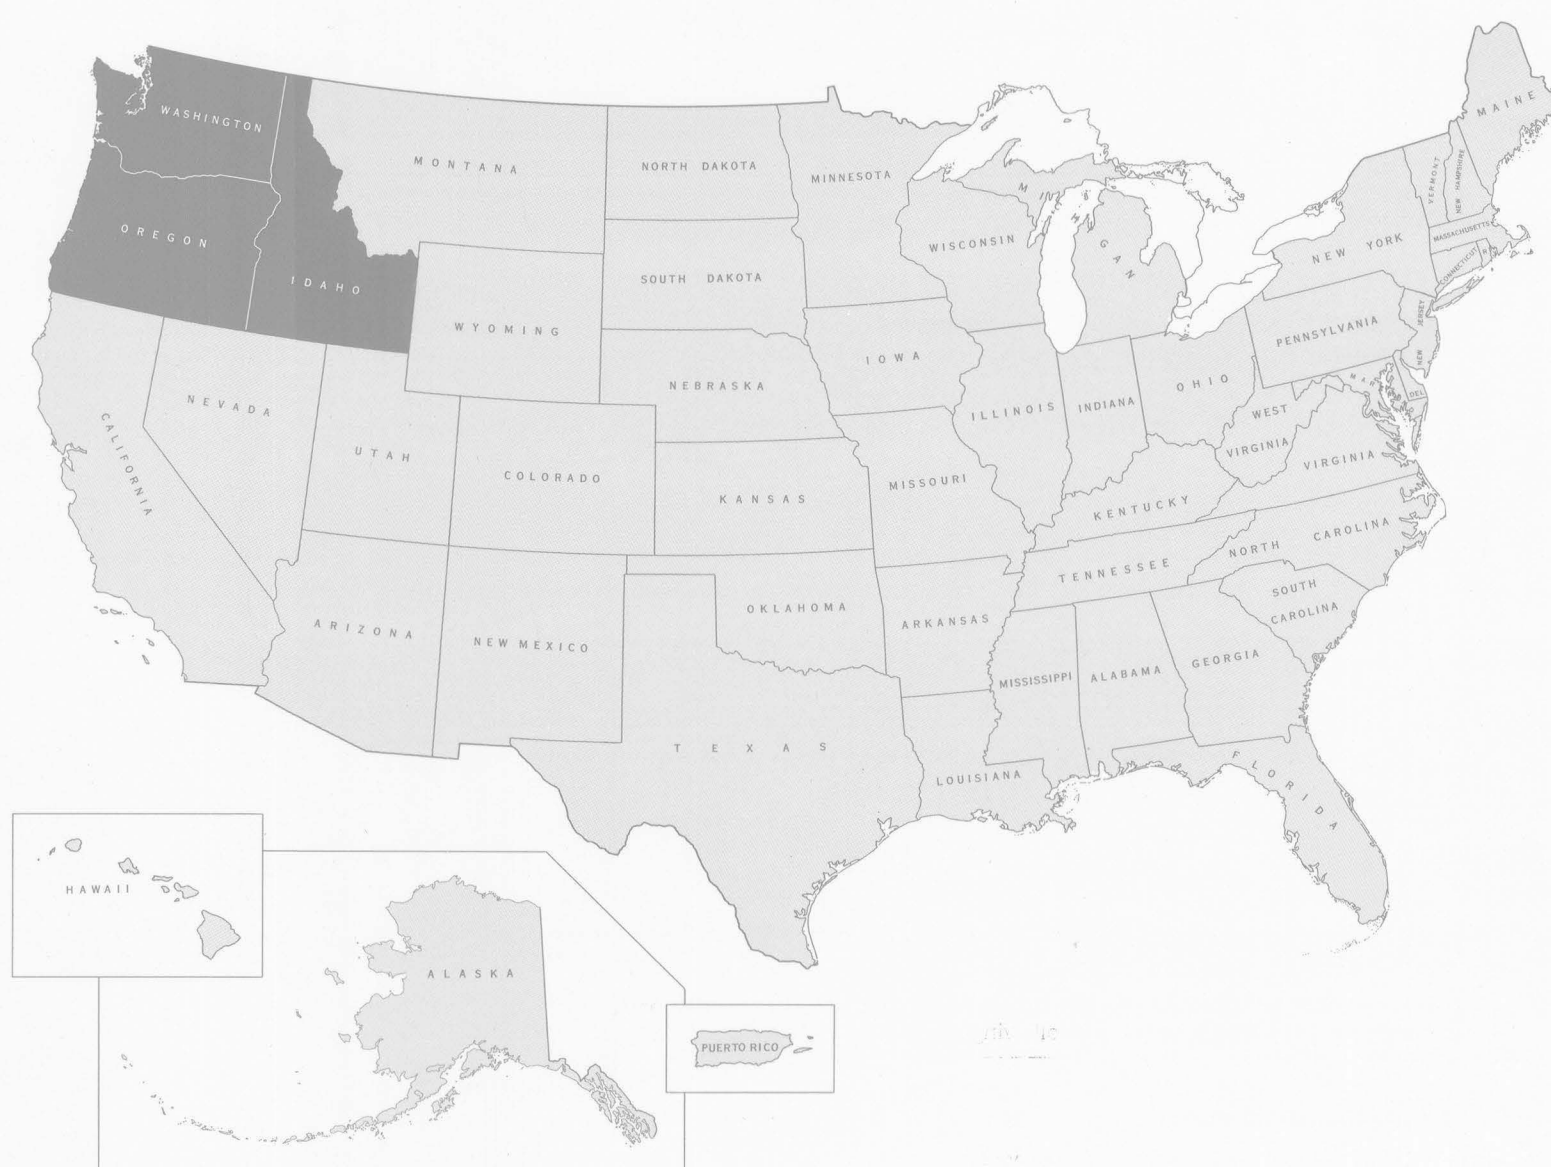 WASHINGTON
MAINE
MONTANA
NORTH DAKOTA
MINNESOTA
VERMONT
NEW HAMPSHIRE
MICHIGAN
OREGON
IDAHO
WISCONSIN
NEW YORK
MASSACHUSETTS
CONNECTICUT
SOUTH DAKOTA
WYOMING
IOWA
PENNSYLVANIA
NEW JERSEY
NEBRASKA
NEVADA
CALIFORNIA
UTAH
COLORADO
KANSAS
MISSOURI
ILLINOIS
INDIANA
OHIO
WEST
VIRGINIA
MAR
DEL
VIRGINIA
KENTUCKY
NORTH CAROLINA
TENNESSEE
SOUTH
CAROLINA
ARIZONA
NEW MEXICO
OKLAHOMA
ARKANSAS
MISSISSIPPI
ALABAMA
GEORGIA
TEXAS
LOUISIANA
FLORIDA
HAWAII
ALASKA
PUERTO RICO